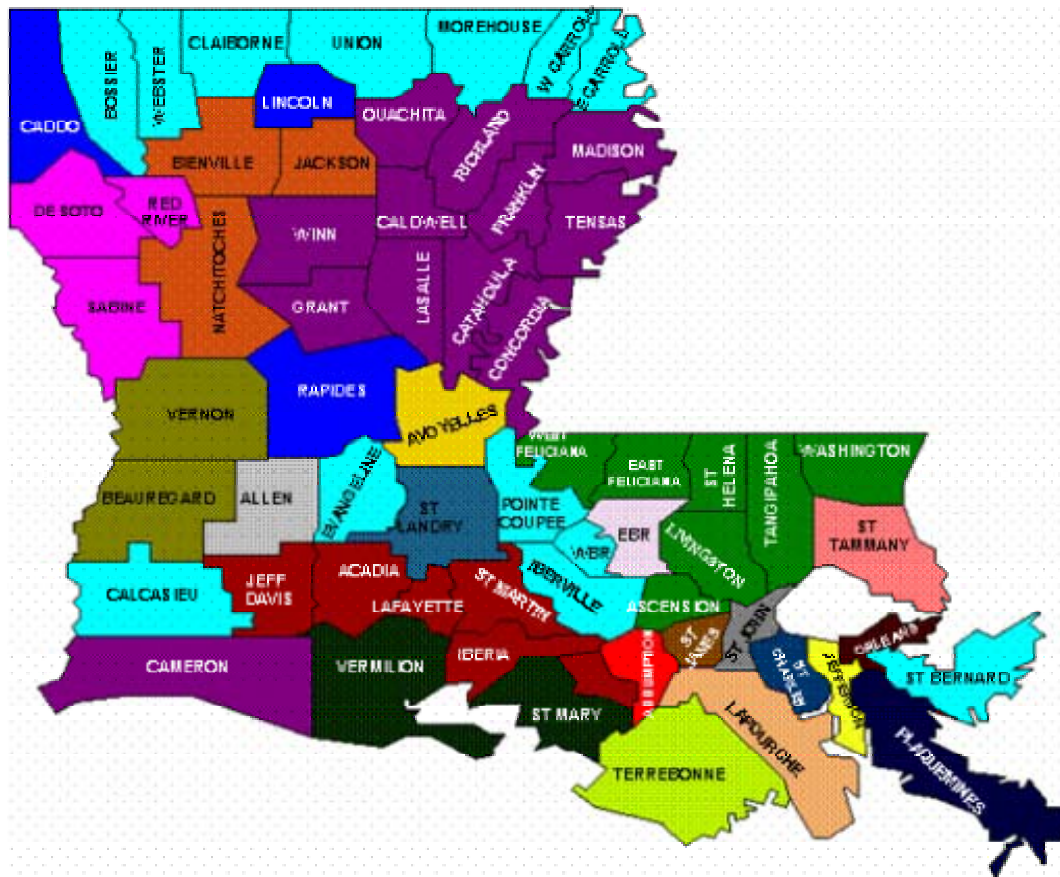 MOREHOUSE
CLAIBORNE
UNION
W CARROLL
E CARROLL
BOSSIER
WEBSTER
CADDO
LINCOLN
OUACHITA
RICHLAND
MADISON
BIENVILLE
JACKSON
DE SOTO
RED
RIVER
CALDWELL
FRANKLIN
TENSAS
WINN
NATCHITOCHES
SABINE
GRANT
LASALLE
CATAHOULA
CONCORDIA
VERNON
RAPIDES
AVOYELLES
WEST
FELICIANA
EAST
FELICIANA
ST
HELENA
TANGIPAHOA
WASHINGTON
BEAUREGARD
ALLEN
EVANGELINE
ST
LANDRY
POINTE
COUPEE
WBR
EBR
LIVINGSTON
ST
TAMMANY
CALCASIEU
JEFF
DAVIS
ACADIA
LAFAYETTE
ST MARTIN
IBERVILLE
ASCENSION
CAMERON
VERMILION
IBERIA
ST MARY
ASSUMPTION
ST
JAMES
ST JOHN
ST
CHARLES
JEFFERSON
ORLEANS
ST BERNARD
PLAQUEMINES
LAFOURCHE
TERREBONNE